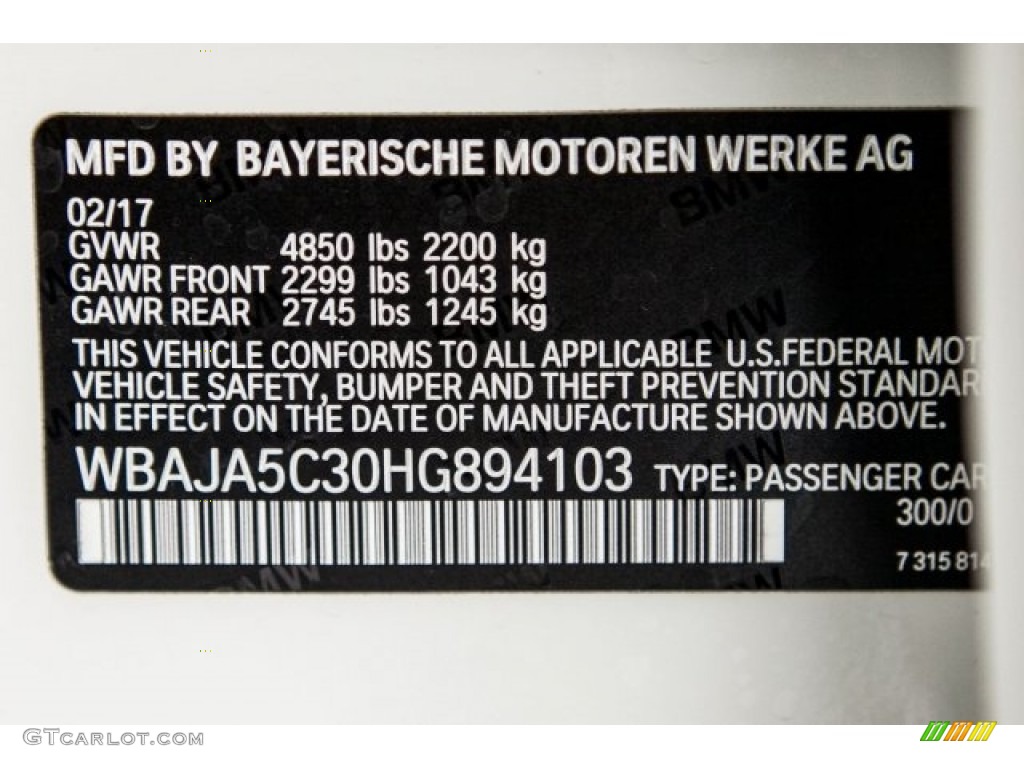 MFD BY BAYERISCHE MOTOREN WERKE AG
02/17
GVWR 4850 lbs 2200 kg
GAWR FRONT 2299 lbs 1043 kg
GAWR REAR 2745 lbs 1245 kg
THIS VEHICLE CONFORMS TO ALL APPLICABLE U.S.FEDERAL MOT
VEHICLE SAFETY, BUMPER AND THEFT PREVENTION STANDAR
IN EFFECT ON THE DATE OF MANUFACTURE SHOWN ABOVE.
WBAJA5C30HG894103 TYPE: PASSENGER CAR
300/0
7 315 814
GTCARLOT.COM